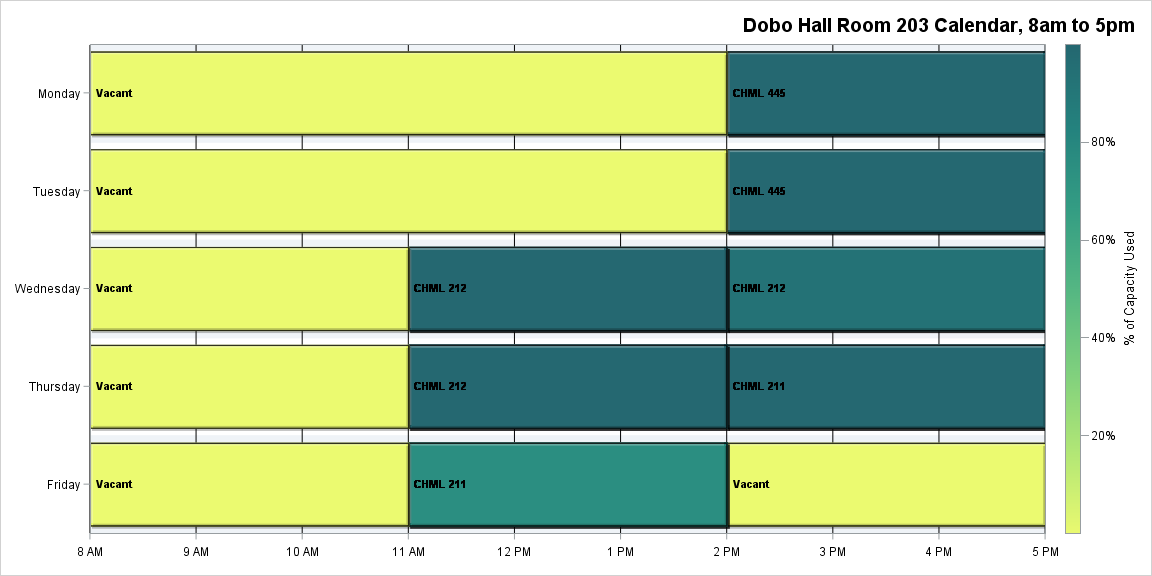 Dobo Hall Room 203 Calendar, 8am to 5pm
Monday
Vacant
CHML 445
Tuesday
Vacant
CHML 445
Wednesday
Vacant
CHML 212
CHML 212
Thursday
Vacant
CHML 212
CHML 211
Friday
Vacant
CHML 211
Vacant
8 AM
9 AM
10 AM
11 AM
12 PM
1 PM
2 PM
3 PM
4 PM
5 PM
80%
60%
40%
20%
% of Capacity Used